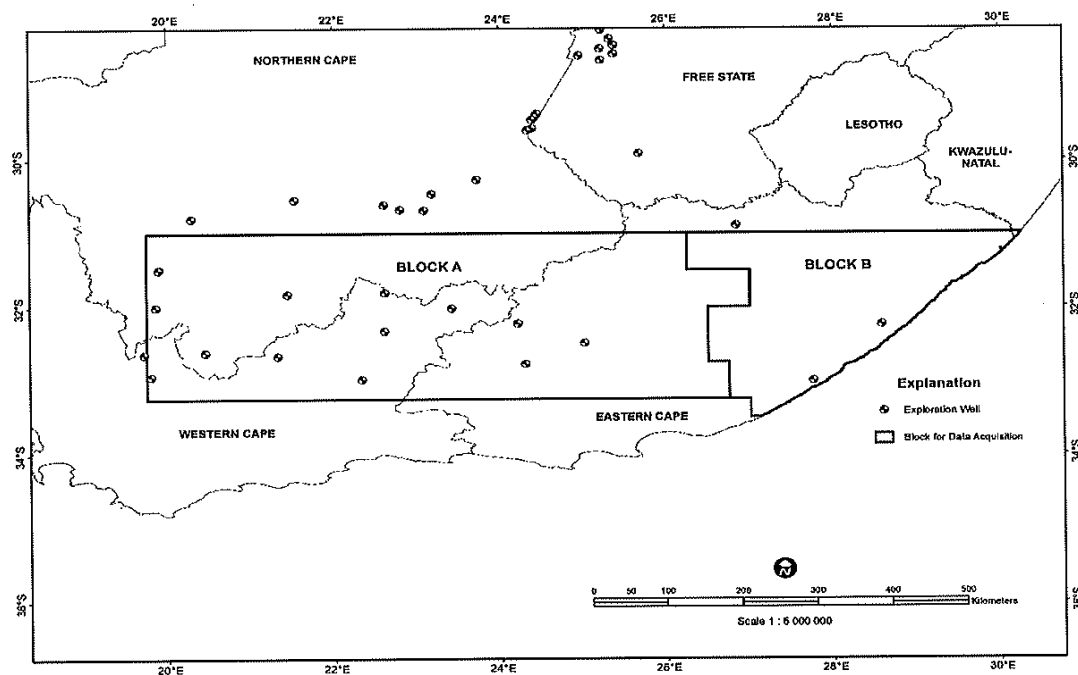 20°E 22°E 24°E 26°E 28°E 30°E
NORTHERN CAPE
FREE STATE
LESOTHO
KWAZULU-
NATAL
30°S 30°S
BLOCK A
BLOCK B
32°S 32°S
Explanation
Exploration Well
Block for Data Acquisition
WESTERN CAPE
EASTERN CAPE
34°S 34°S
N
0 50 100 200 300 400 500
Kilometers
Scale 1 : 6 000 000
36°S
20°E 22°E 24°E 26°E 28°E 30°E